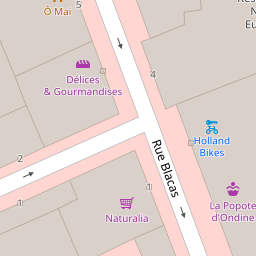 Ô Mai
5
Délices
& Gourmandises
4
Holland
Bikes
Rue Blacas
2
1
1
Naturalia
La Popote
d'Ondine